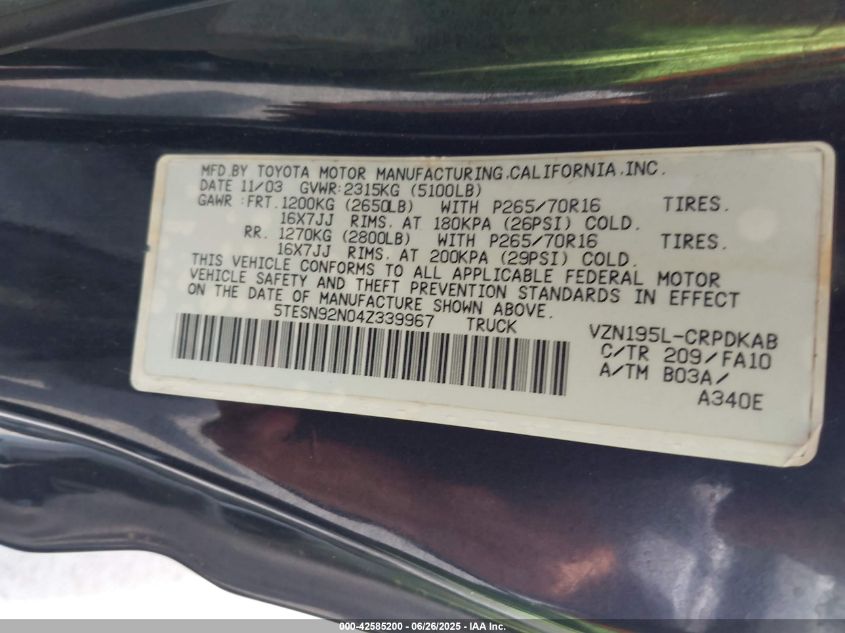 MFD.BY TOYOTA MOTOR MANUFACTURING,CALIFORNIA,INC.
DATE 11/03 GVWR:2315KG (5100LB)
GAWR :FRT.1200KG (2650LB) WITH P265/70R16 TIRES.
16X7JJ RIMS. AT 180KPA (26PSI) COLD.
RR. 1270KG (2800LB) WITH P265/70R16 TIRES.
16X7JJ RIMS. AT 200KPA (29PSI) COLD.
THIS VEHICLE CONFORMS TO ALL APPLICABLE FEDERAL MOTOR
VEHICLE SAFETY AND THEFT PREVENTION STANDARDS IN EFFECT
ON THE DATE OF MANUFACTURE SHOWN ABOVE.
5TESN92N04Z339967 TRUCK
VZN195L-CRPDKAB
C/TR 209/FA10
A/TM B03A/
A340E
000-42585200 - 06/26/2025 - IAA Inc.